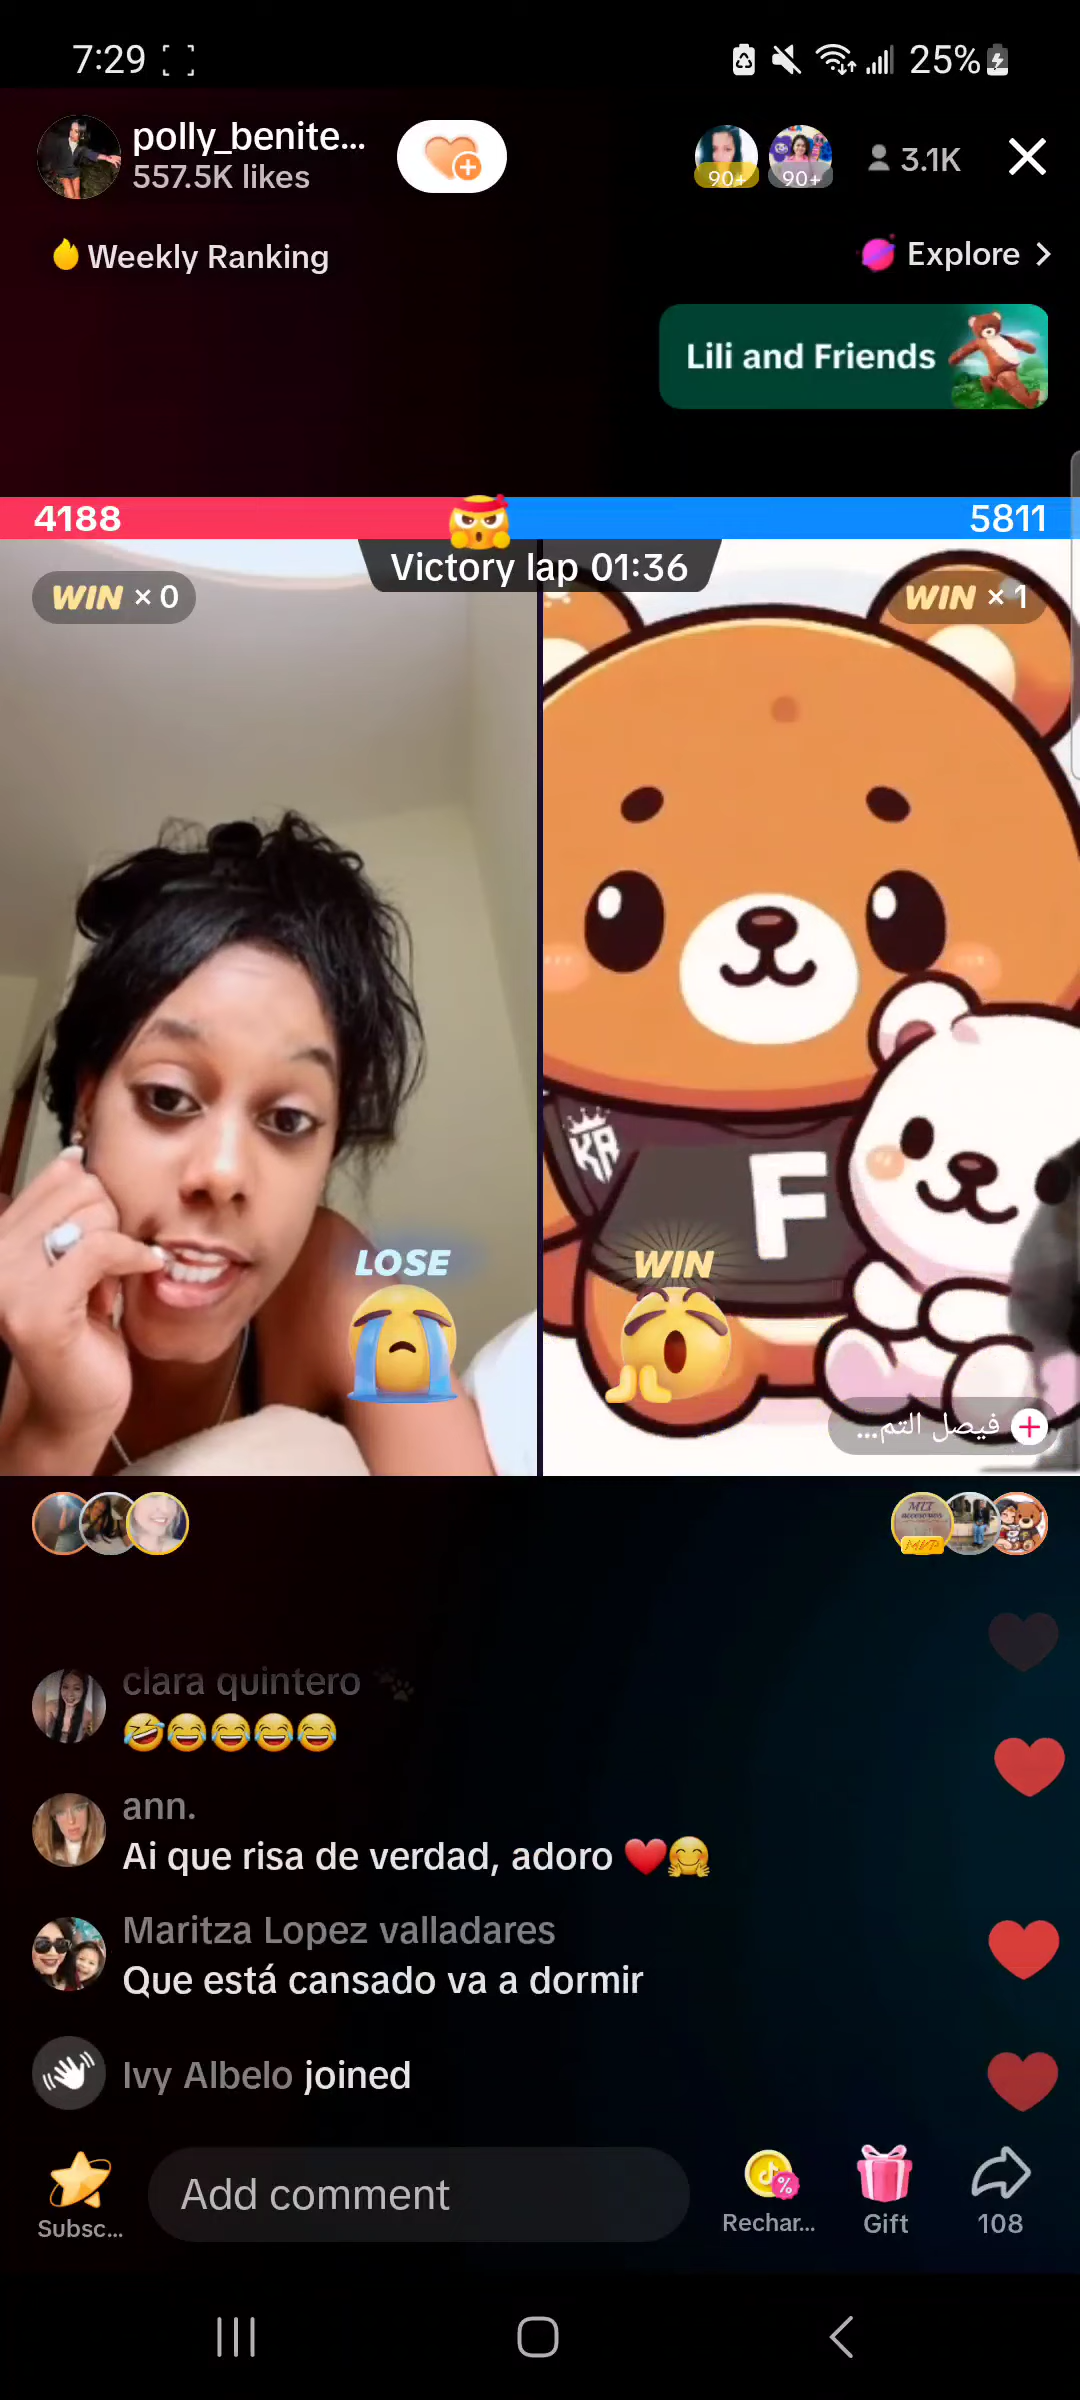 7:29
25%
polly_benite...
557.5K likes
90+
90+
3.1K
Weekly Ranking
Explore
Lili and Friends
4188
5811
Victory lap 01:36
WIN × 0
WIN × 1
KR
F
LOSE
WIN
فيصل التم...
MLT
MVP
clara quintero 🐾
🤣😂😂😂😂
ann.
Ai que risa de verdad, adoro ❤️🤗
Maritza Lopez valladares
Que está cansado va a dormir
Ivy Albelo joined
Subsc...
Add comment
Rechar...
Gift
108